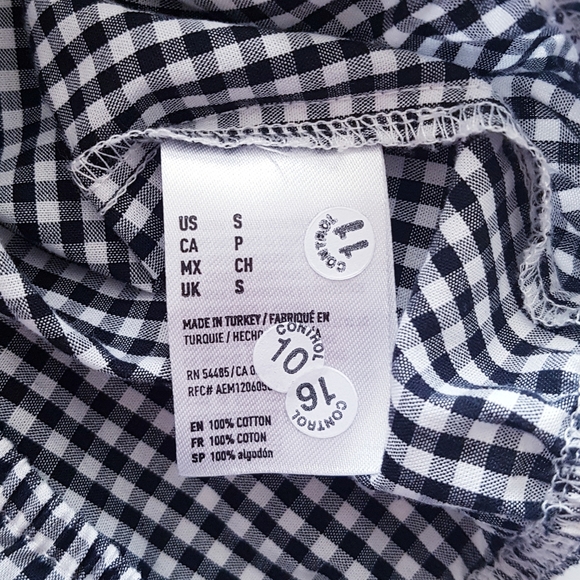 US S
CA P
MX CH
UK S
CONTROL
11
MADE IN TURKEY / FABRIQUÉ EN
TURQUIE / HECHO
CONTROL
10
RN 54485 / CA 0
RFC# AEM120605
16
CONTROL
EN 100% COTTON
FR 100% COTON
SP 100% algodón